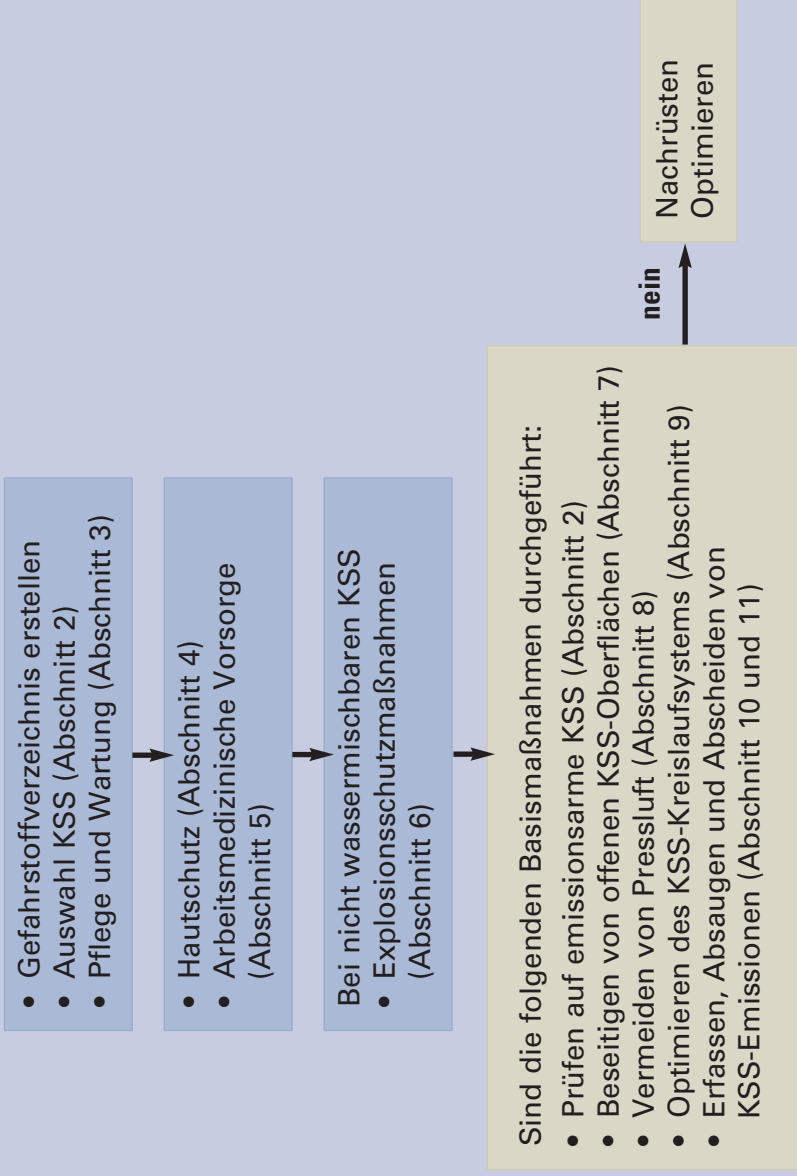 • Gefahrstoffverzeichnis erstellen
• Auswahl KSS (Abschnitt 2)
• Pflege und Wartung (Abschnitt 3)
• Hautschutz (Abschnitt 4)
• Arbeitsmedizinische Vorsorge
(Abschnitt 5)
Bei nicht wassermischbaren KSS
• Explosionsschutzmaßnahmen
(Abschnitt 6)
Sind die folgenden Basismaßnahmen durchgeführt:
• Prüfen auf emissionsarme KSS (Abschnitt 2)
• Beseitigen von offenen KSS-Oberflächen (Abschnitt 7)
• Vermeiden von Pressluft (Abschnitt 8)
• Optimieren des KSS-Kreislaufsystems (Abschnitt 9)
• Erfassen, Absaugen und Abscheiden von
KSS-Emissionen (Abschnitt 10 und 11)
nein
Nachrüsten
Optimieren